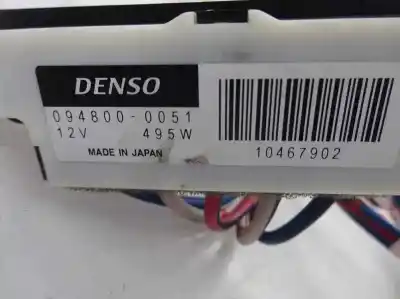 DENSO
094800-0051
12V 495W
MADE IN JAPAN
10467902